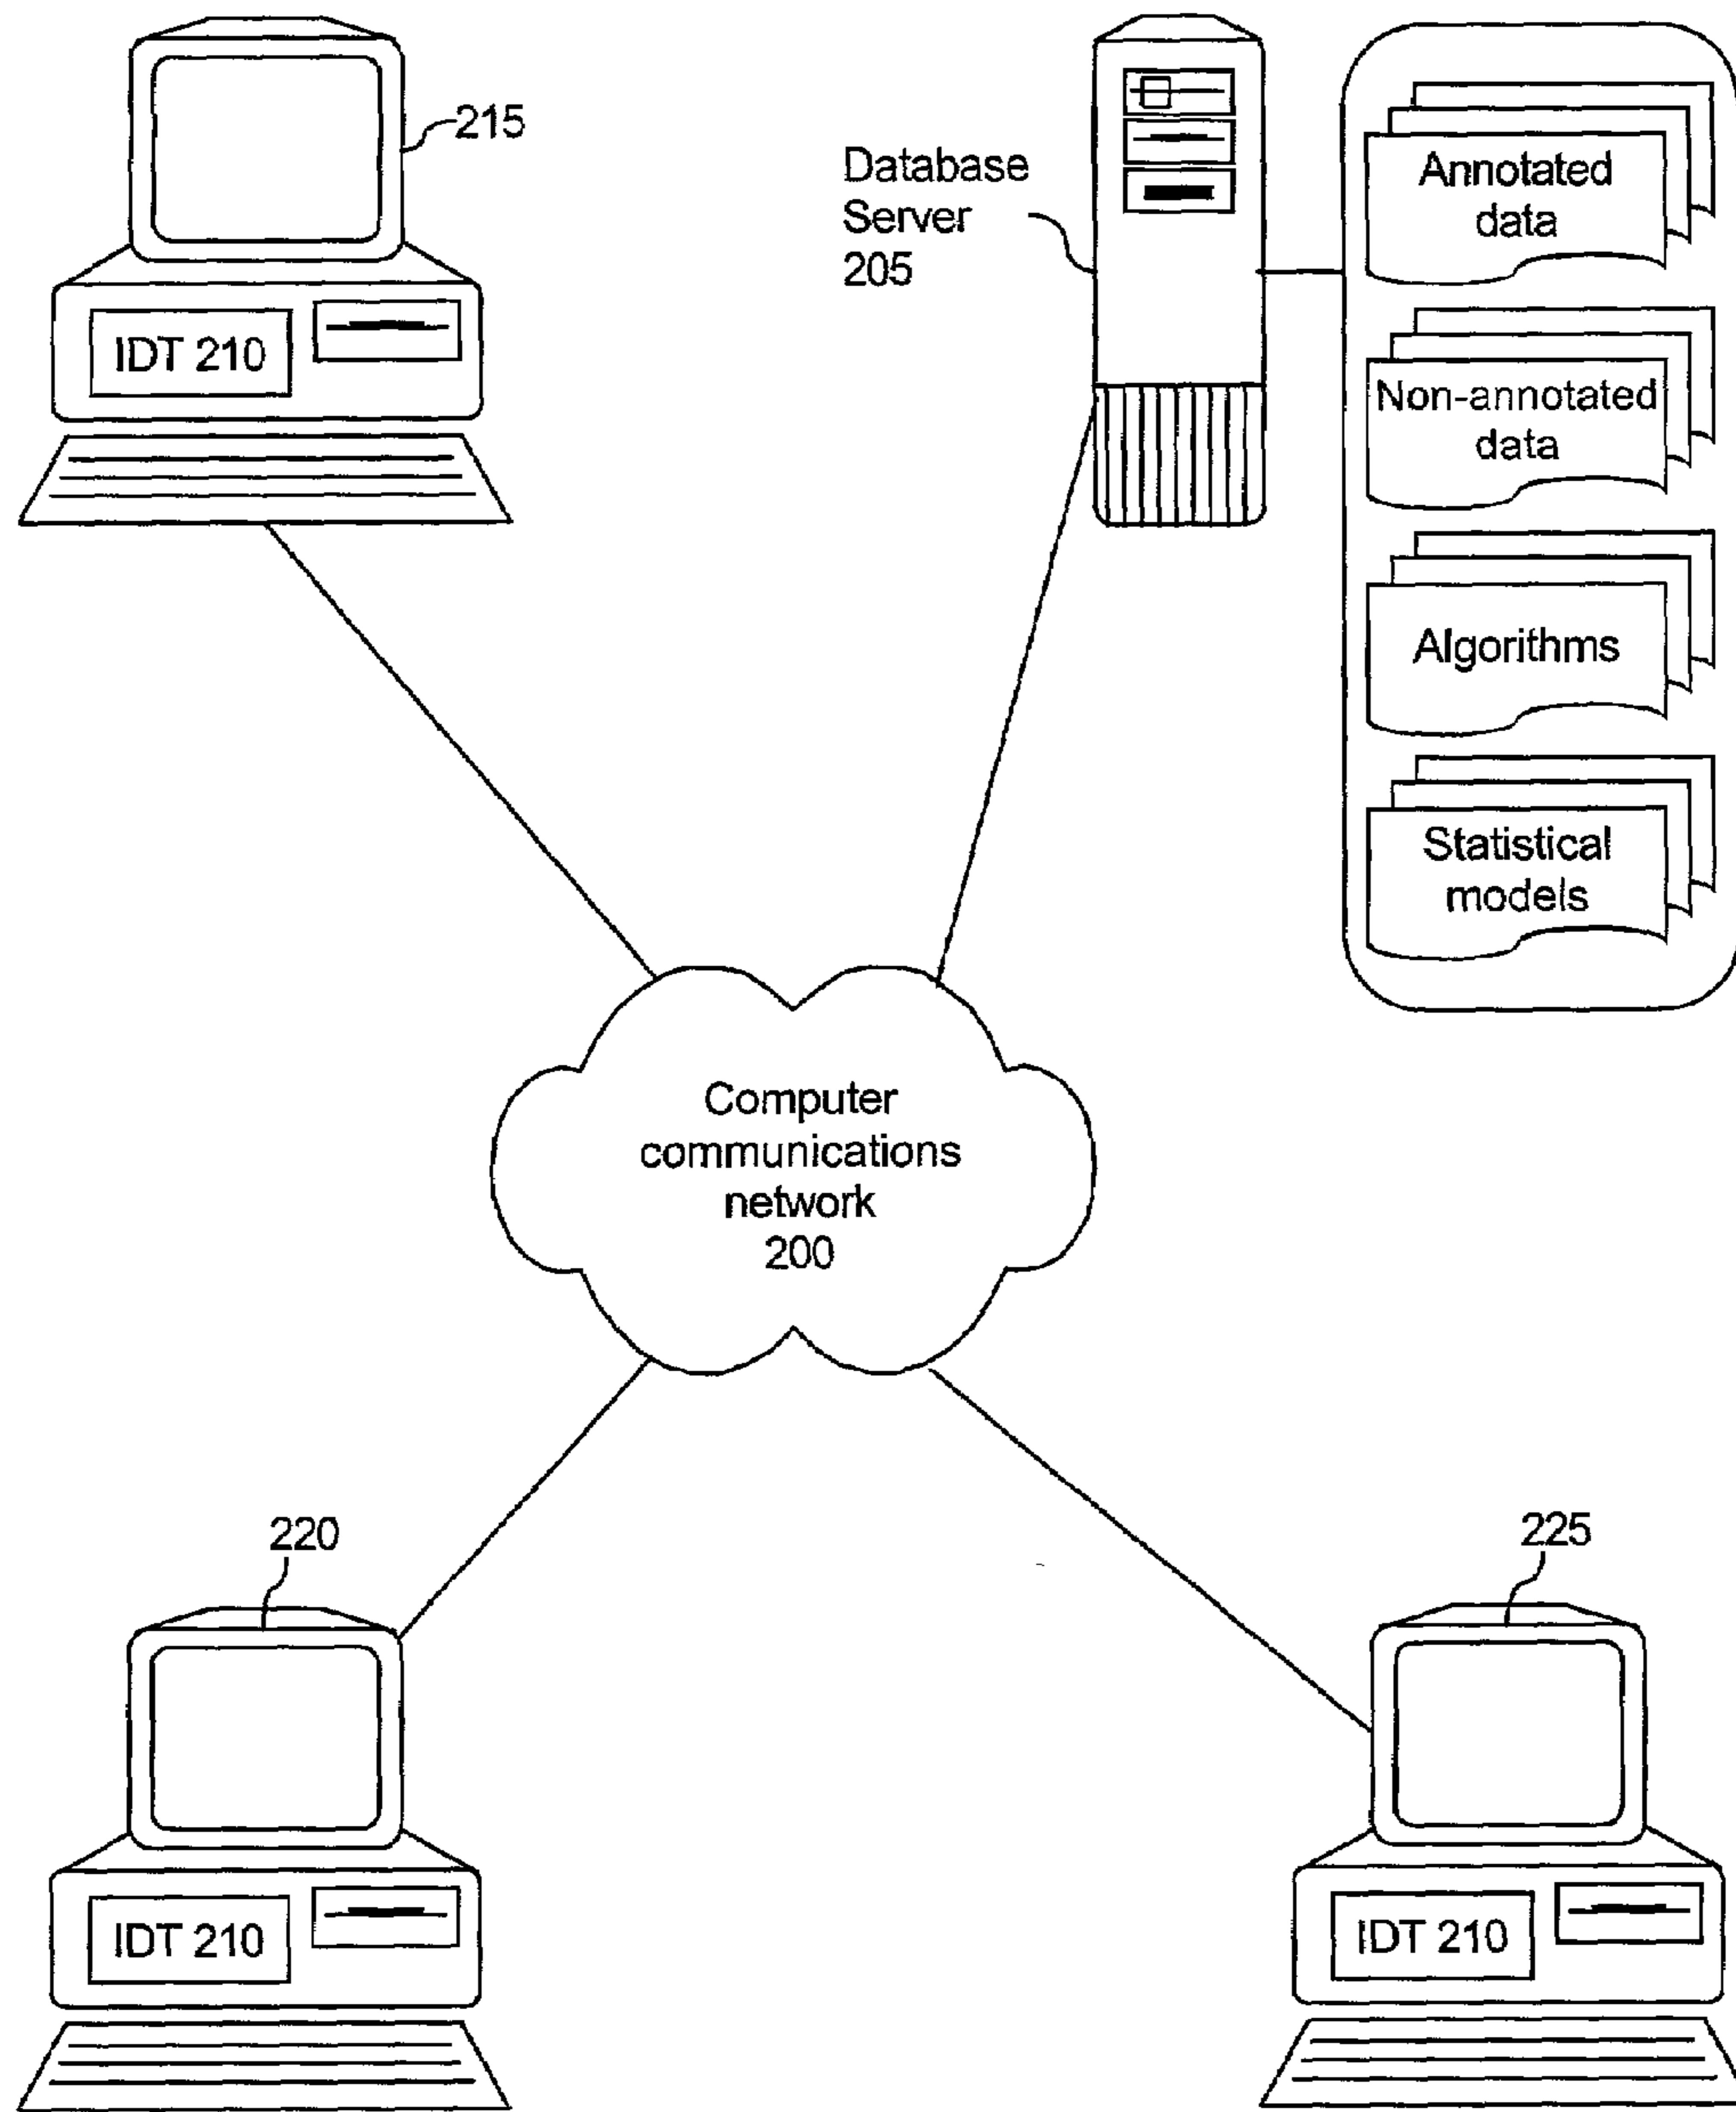 215
Database
Server
205
IDT 210
Annotated
data
Non-annotated
data
Algorithms
Statistical
models
Computer
communications
network
200
220
225
IDT 210
IDT 210